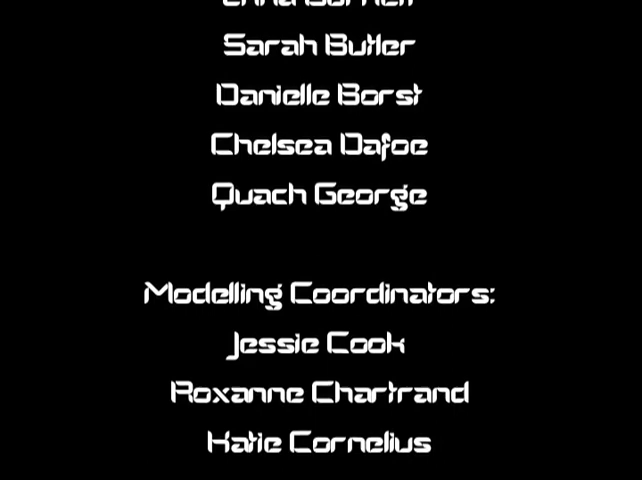 Sarah Butler
Danielle Borst
Chelsea Dafoe
Quach George
Modelling Coordinators:
Jessie Cook
Roxanne Chartrand
Katie Cornelius